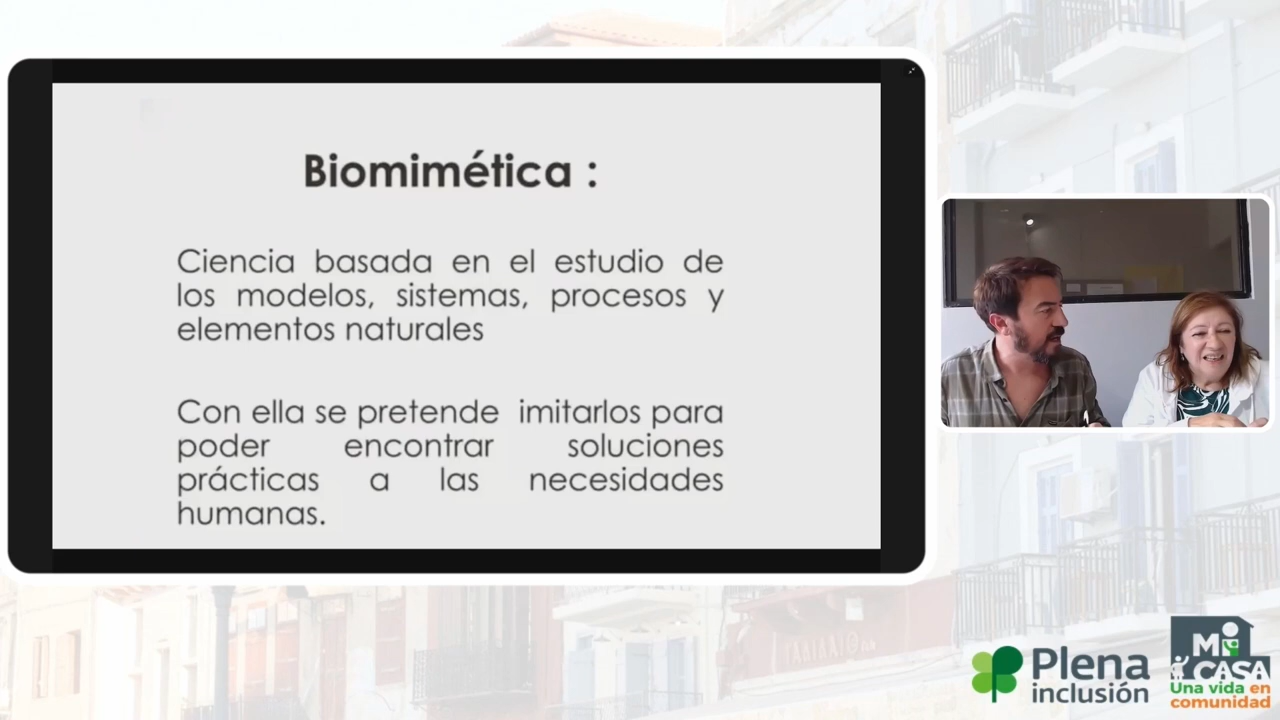 Biomimética :
Ciencia basada en el estudio de
los modelos, sistemas, procesos y
elementos naturales
Con ella se pretende imitarlos para
poder encontrar soluciones
prácticas a las necesidades
humanas.
Plena
inclusión
Mi
CASA
Una vida en
comunidad